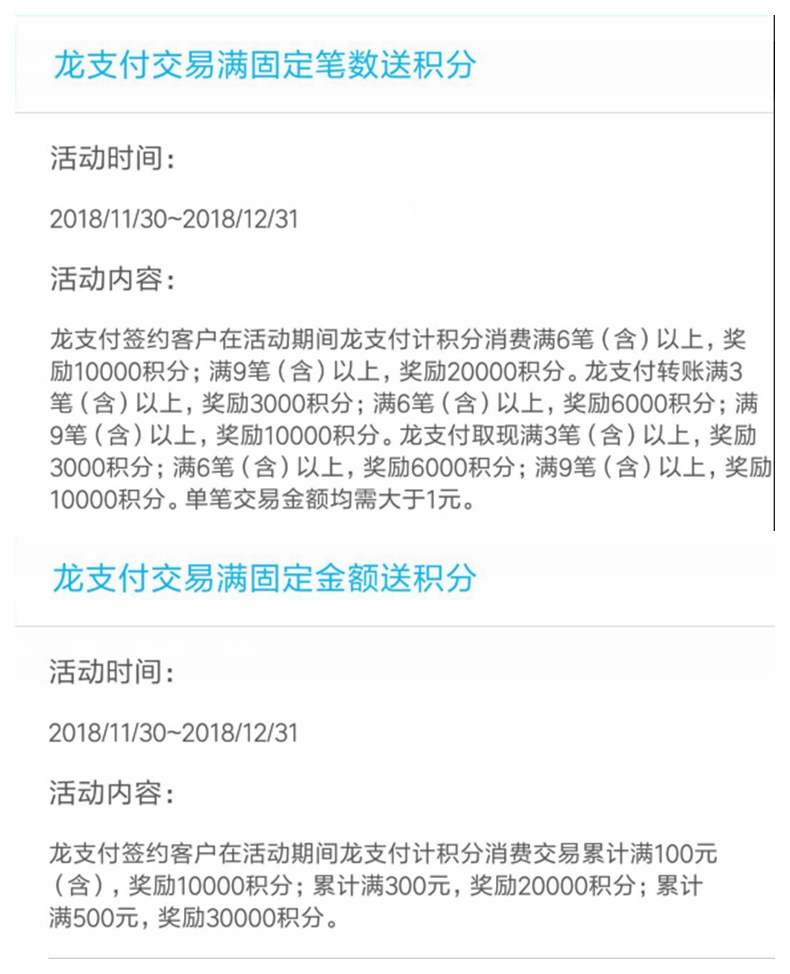 龙支付交易满固定笔数送积分
活动时间：
2018/11/30~2018/12/31
活动内容：
龙支付签约客户在活动期间龙支付计积分消费满6笔（含）以上，奖
励10000积分；满9笔（含）以上，奖励20000积分。龙支付转账满3
笔（含）以上，奖励3000积分；满6笔（含）以上，奖励6000积分；满
9笔（含）以上，奖励10000积分。龙支付取现满3笔（含）以上，奖励
3000积分；满6笔（含）以上，奖励6000积分；满9笔（含）以上，奖励
10000积分。单笔交易金额均需大于1元。
龙支付交易满固定金额送积分
活动时间：
2018/11/30~2018/12/31
活动内容：
龙支付签约客户在活动期间龙支付计积分消费交易累计满100元
（含），奖励10000积分；累计满300元，奖励20000积分；累计
满500元，奖励30000积分。